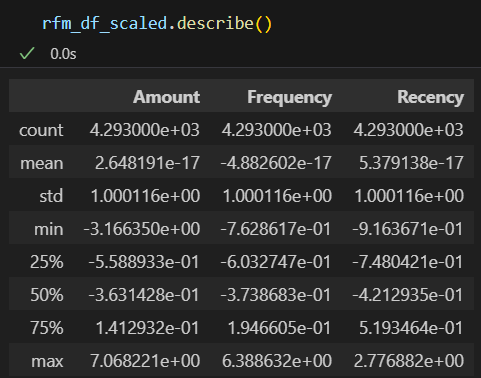 rfm_df_scaled.describe()
0.0s
Amount Frequency Recency
count 4.293000e+03 4.293000e+03 4.293000e+03
mean 2.648191e-17 -4.882602e-17 5.379138e-17
std 1.000116e+00 1.000116e+00 1.000116e+00
min -3.166350e+00 -7.628617e-01 -9.163671e-01
25% -5.588933e-01 -6.032747e-01 -7.480421e-01
50% -3.631428e-01 -3.738683e-01 -4.212935e-01
75% 1.412932e-01 1.946605e-01 5.193464e-01
max 7.068221e+00 6.388632e+00 2.776882e+00